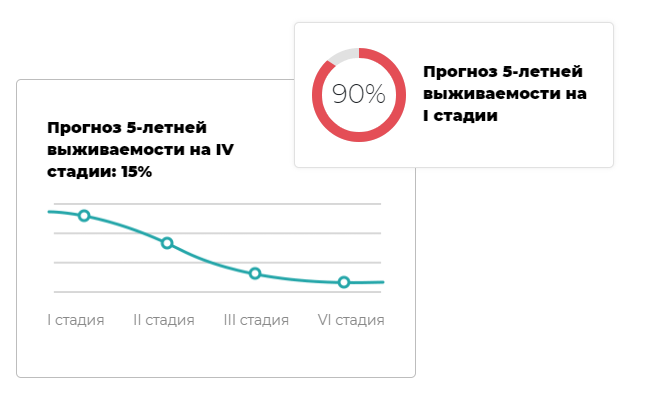 90%
Прогноз 5-летней
выживаемости на
I стадии
Прогноз 5-летней
выживаемости на IV
стадии: 15%
I стадия II стадия III стадия VI стадия